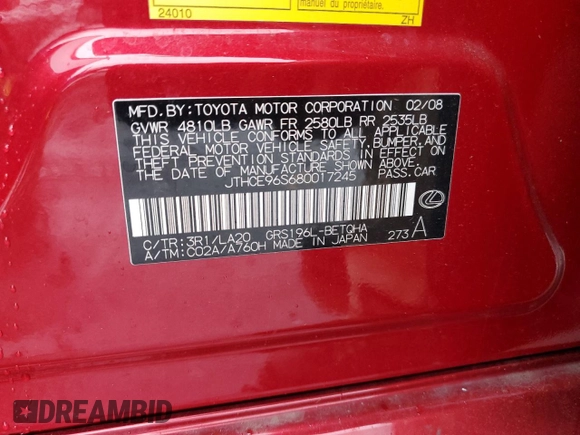 manuel du propriétaire.
24010
ZH
MFD. BY: TOYOTA MOTOR CORPORATION 02/08
GVWR 4810LB GAWR FR 2580LB RR 2535LB
THIS VEHICLE CONFORMS TO ALL APPLICABLE
FEDERAL MOTOR VEHICLE SAFETY, BUMPER, AND
THEFT PREVENTION STANDARDS IN EFFECT ON
THE DATE OF MANUFACTURE SHOWN ABOVE.
JTHCE96S6800T7245 PASS.CAR
C/TR:3R1/LA20 GRS196L-BETQHA
A/TM:C02A/A760H MADE IN JAPAN 273 A
DREAMBID